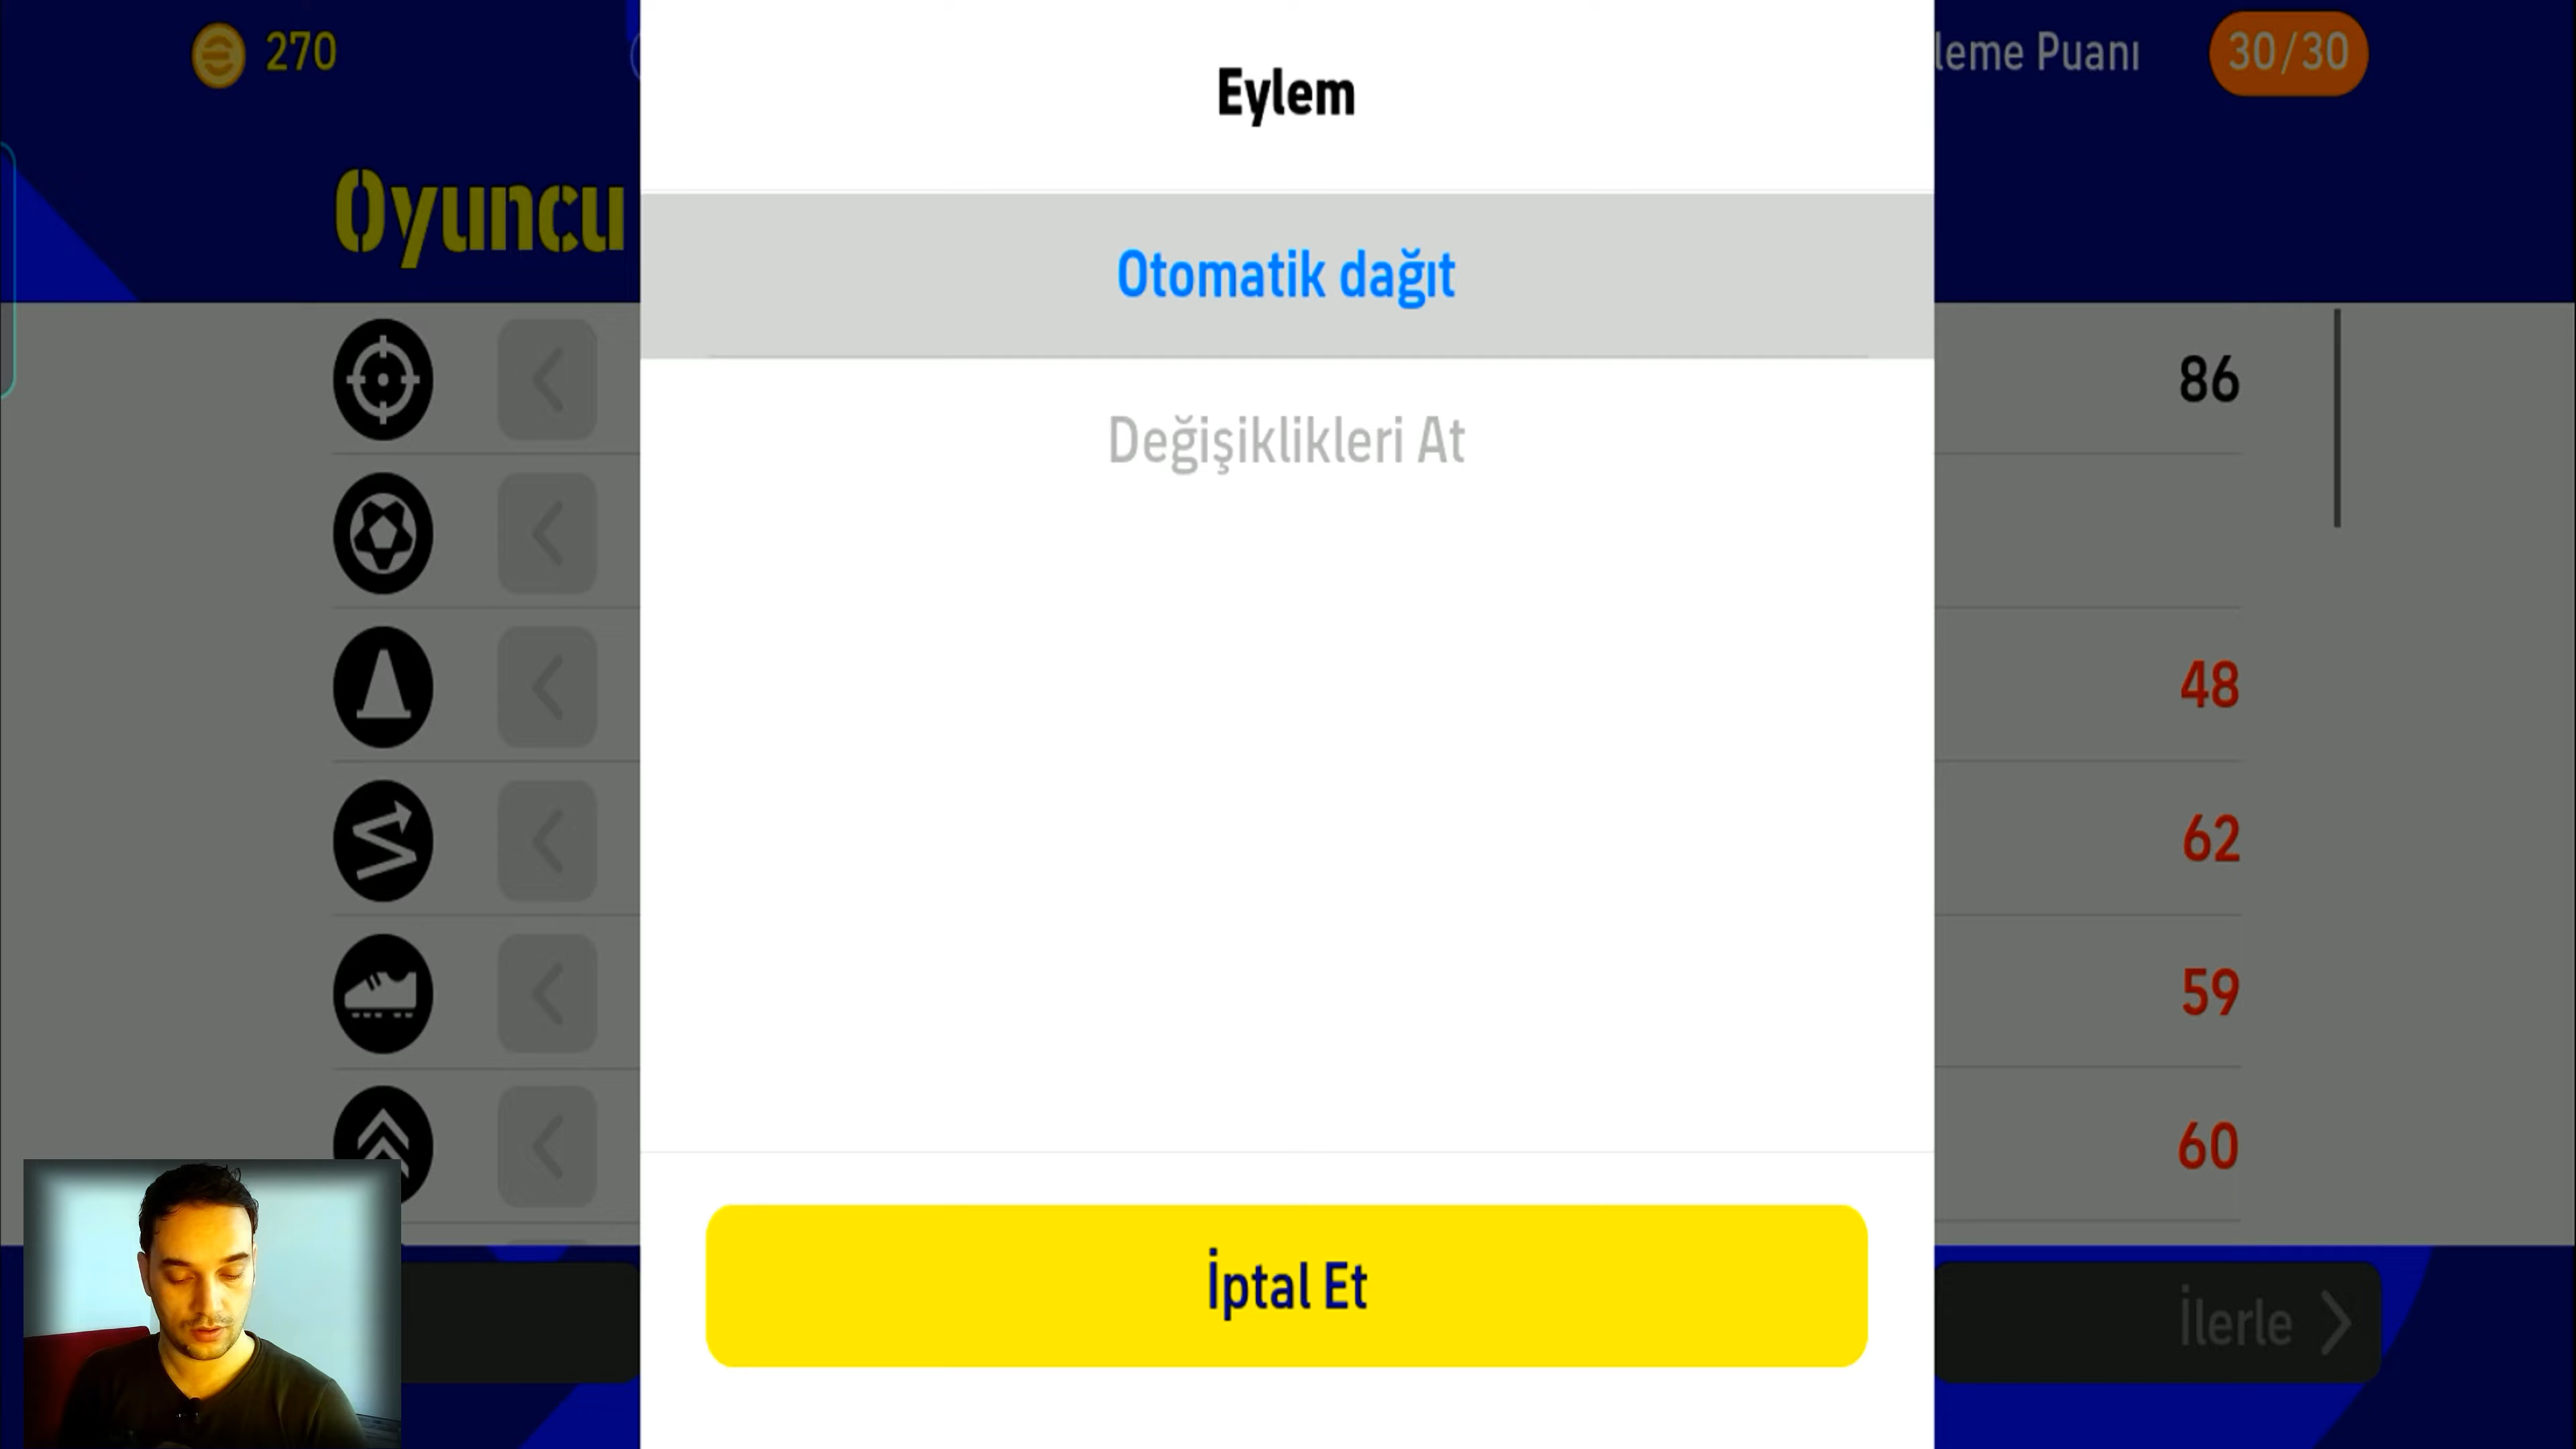 270
leme Puanı
30/30
Eylem
Oyuncu
Otomatik dağıt
86
Değişiklikleri At
48
62
59
60
İptal Et
İlerle